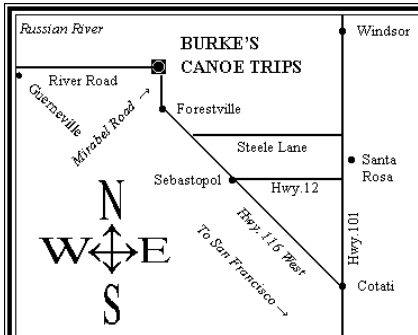 Russian River
BURKE'S
CANOE TRIPS
Windsor
River Road
Guerneville
Mirabel Road →
Forestville
Steele Lane
Santa
Rosa
Sebastopol
Hwy.12
N
W E
S
Hwy. 116 West
To San Francisco →
Hwy.101
Cotati